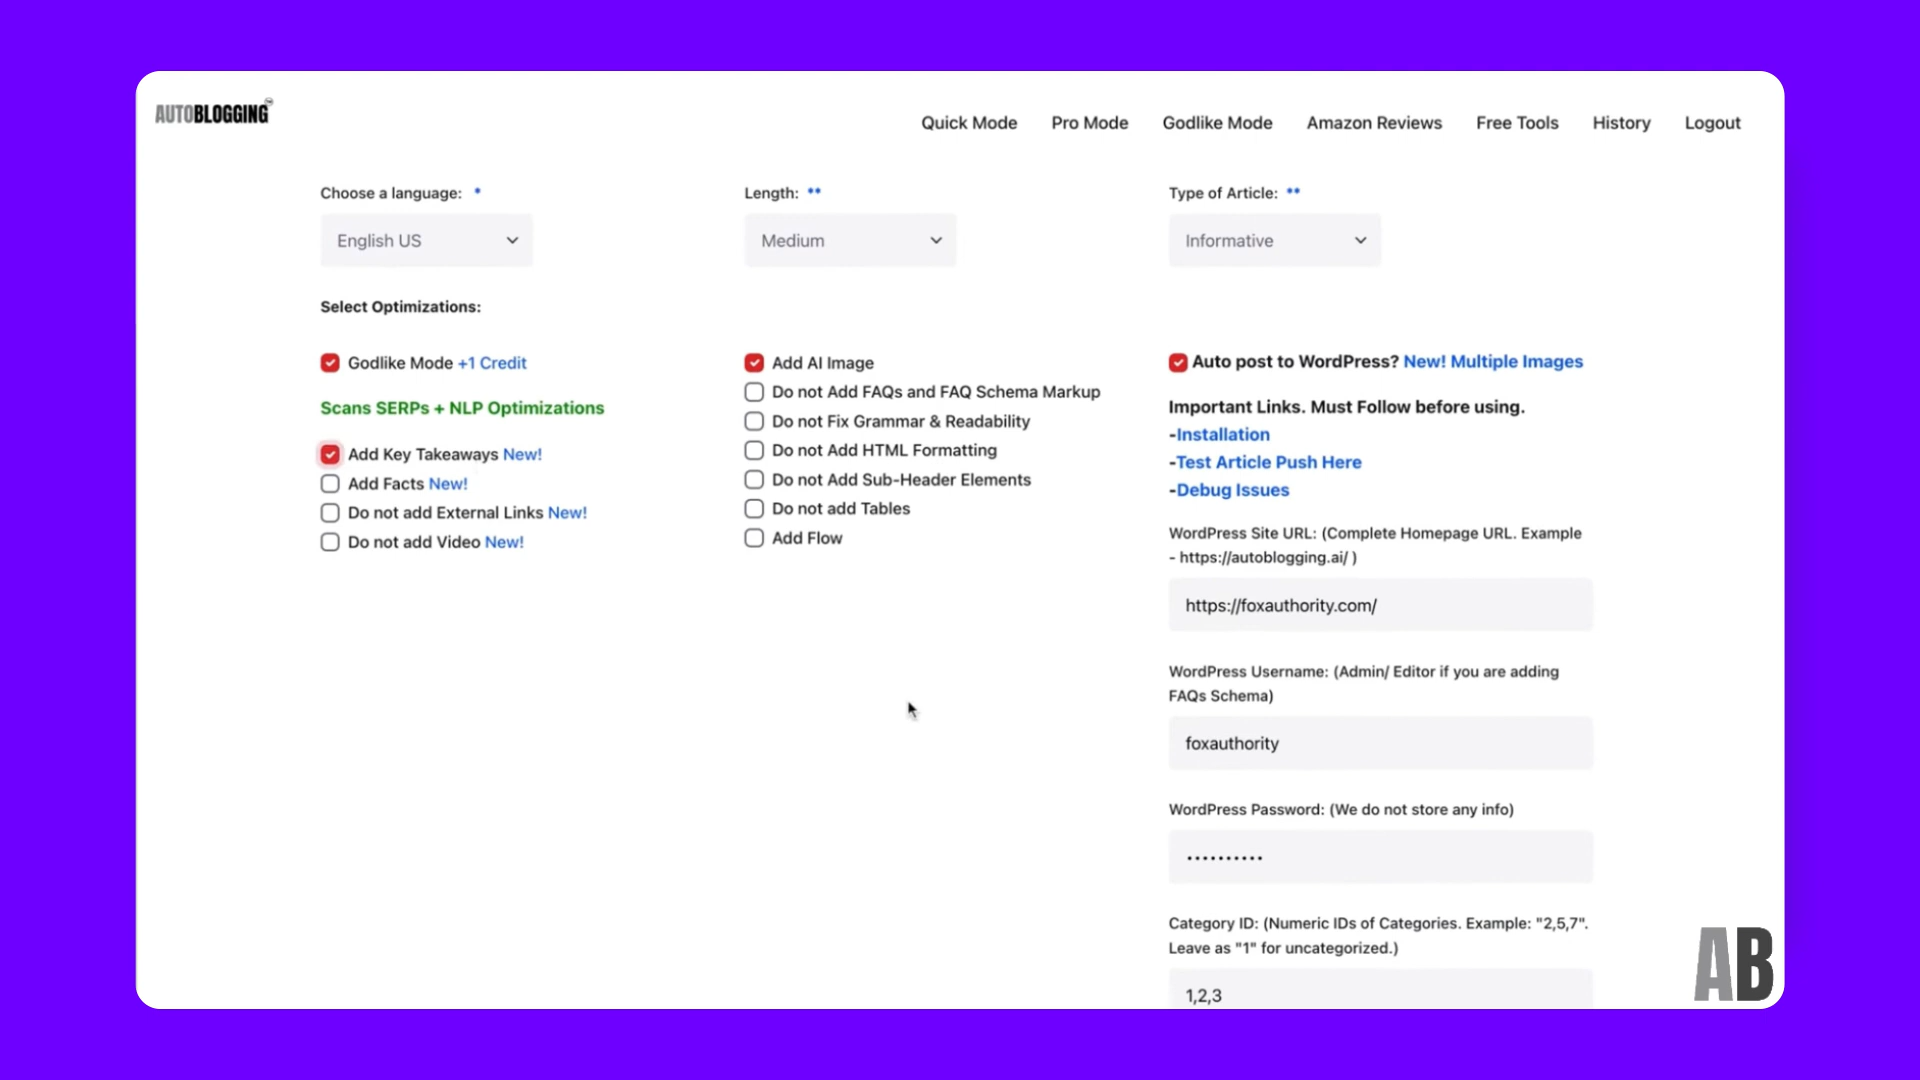 AUTOBLOGGING
Quick Mode
Pro Mode
Godlike Mode
Amazon Reviews
Free Tools
History
Logout
Choose a language: *
English US
Length: **
Medium
Type of Article: **
Informative
Select Optimizations:
Godlike Mode +1 Credit
Scans SERPs + NLP Optimizations
Add Key Takeaways New!
Add Facts New!
Do not add External Links New!
Do not add Video New!
Add AI Image
Do not Add FAQs and FAQ Schema Markup
Do not Fix Grammar & Readability
Do not Add HTML Formatting
Do not Add Sub-Header Elements
Do not add Tables
Add Flow
Auto post to WordPress? New! Multiple Images
Important Links. Must Follow before using.
-Installation
-Test Article Push Here
-Debug Issues
WordPress Site URL: (Complete Homepage URL. Example
- https://autoblogging.ai/ )
https://foxauthority.com/
WordPress Username: (Admin/ Editor if you are adding
FAQs Schema)
foxauthority
WordPress Password: (We do not store any info)
••••••••••
Category ID: (Numeric IDs of Categories. Example: "2,5,7".
Leave as "1" for uncategorized.)
1,2,3
AB